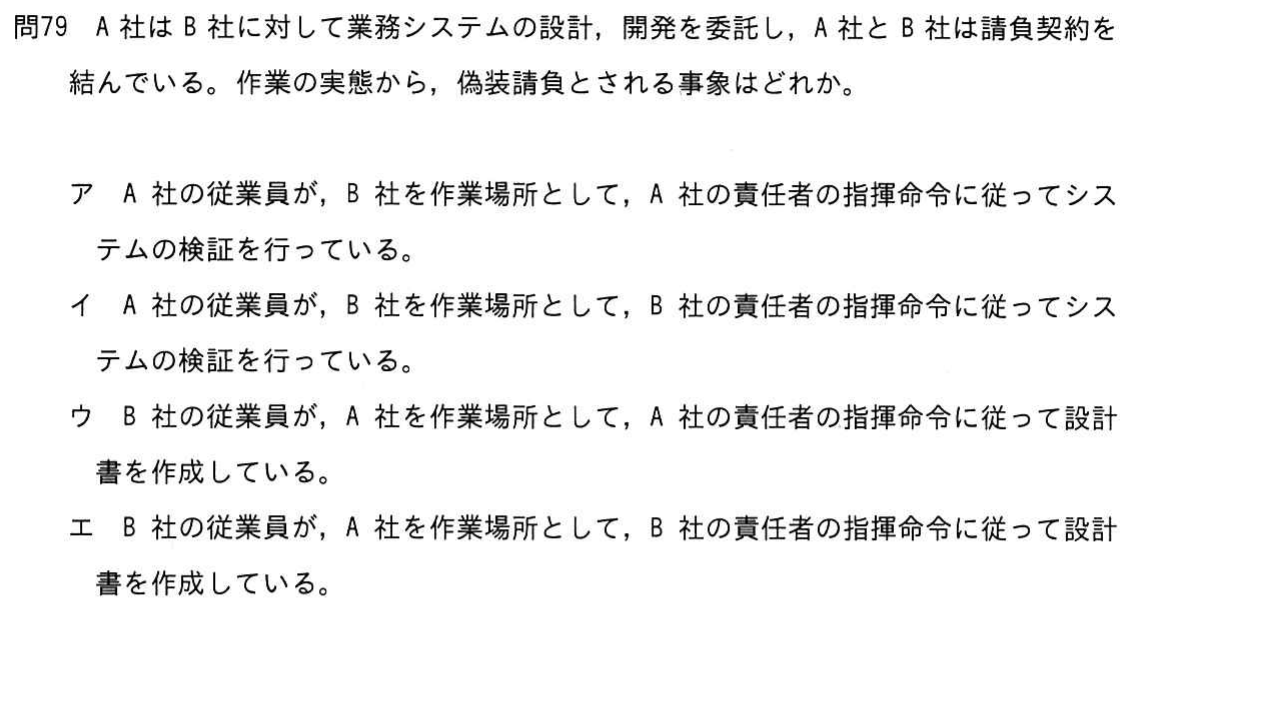 問79 A 社は B 社に対して業務システムの設計，開発を委託し，A 社と B 社は請負契約を
結んでいる。作業の実態から，偽装請負とされる事象はどれか。
ア A 社の従業員が，B 社を作業場所として，A 社の責任者の指揮命令に従ってシス
テムの検証を行っている。
イ A 社の従業員が，B 社を作業場所として，B 社の責任者の指揮命令に従ってシス
テムの検証を行っている。
ウ B 社の従業員が，A 社を作業場所として，A 社の責任者の指揮命令に従って設計
書を作成している。
エ B 社の従業員が，A 社を作業場所として，B 社の責任者の指揮命令に従って設計
書を作成している。